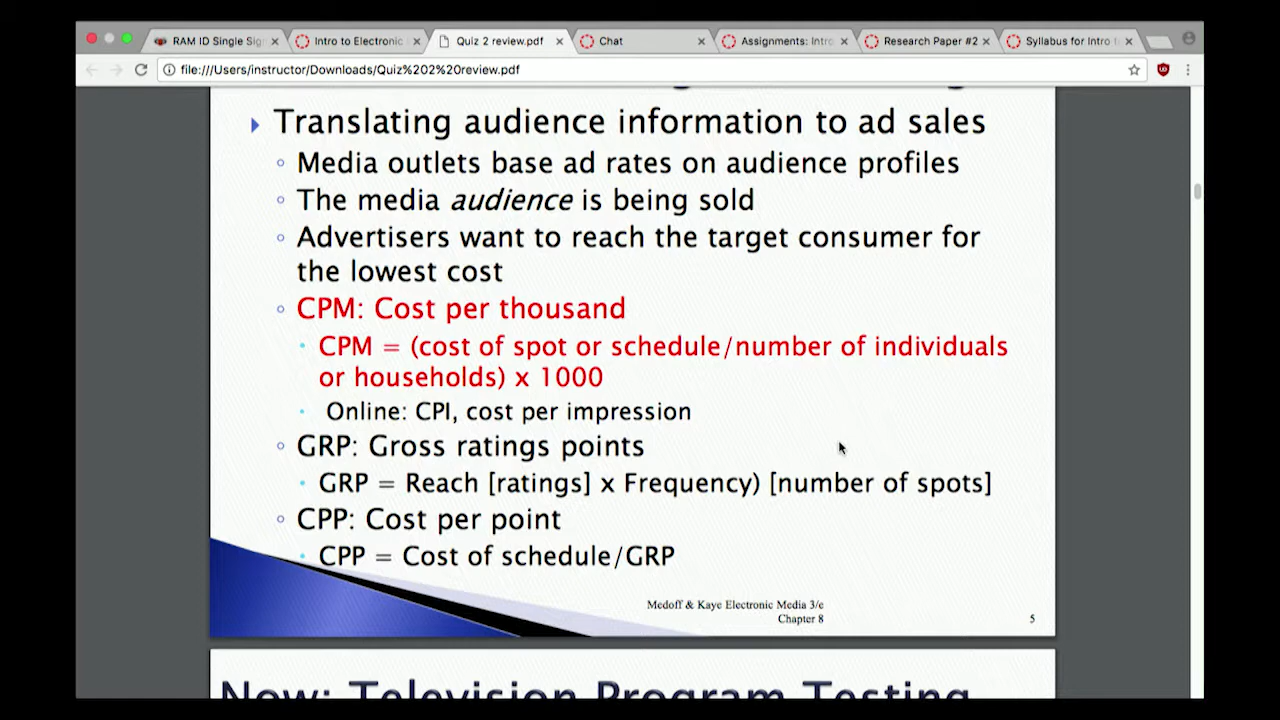 RAM ID Single Sig
Intro to Electronic
Quiz 2 review.pdf
Chat
Assignments: Intro
Research Paper #2
Syllabus for Intro t
file:///Users/instructor/Downloads/Quiz%202%20review.pdf
Translating audience information to ad sales
Media outlets base ad rates on audience profiles
The media audience is being sold
Advertisers want to reach the target consumer for
the lowest cost
CPM: Cost per thousand
CPM = (cost of spot or schedule/number of individuals
or households) x 1000
Online: CPI, cost per impression
GRP: Gross ratings points
GRP = Reach [ratings] x Frequency) [number of spots]
CPP: Cost per point
CPP = Cost of schedule/GRP
Medoff & Kaye Electronic Media 3/e
Chapter 8
5
Now: Television Program Testing